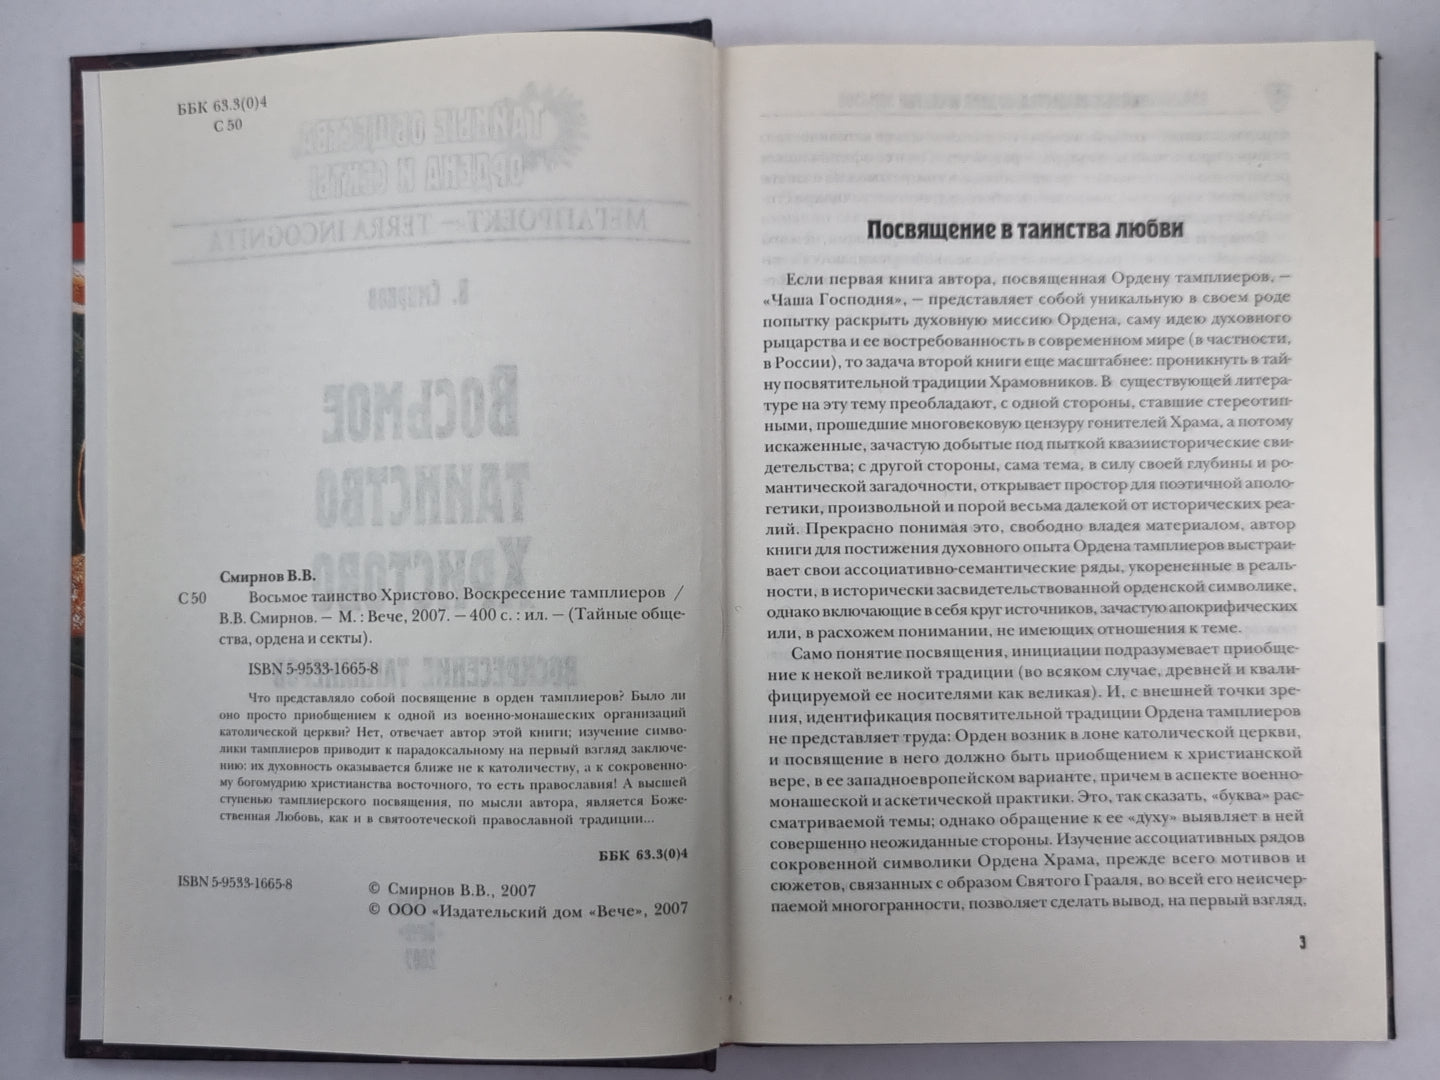 ББК 63.3(0)4
С 50
Смирнов В.В.
С 50 Восьмое таинство Христово. Воскресение тамплиеров /
В.В. Смирнов. — М. : Вече, 2007. — 400 с. : ил. — (Тайные обще-
ства, ордена и секты).
ISBN 5-9533-1665-8
Что представляло собой посвящение в орден тамплиеров? Было ли
оно просто приобщением к одной из военно-монашеских организаций
католической церкви? Нет, отвечает автор этой книги; изучение симво-
лики тамплиеров приводит к парадоксальному на первый взгляд заключе-
нию: их духовность оказывается ближе не к католичеству, а к сокровенно-
му богомудрию христианства восточного, то есть православия! А высшей
ступенью тамплиерского посвящения, по мысли автора, является Боже-
ственная Любовь, как и в святоотеческой православной традиции...
ББК 63.3(0)4
ISBN 5-9533-1665-8
© Смирнов В.В., 2007
© ООО «Издательский дом «Вече», 2007
Посвящение в таинства любви
Если первая книга автора, посвященная Ордену тамплиеров, —
«Чаша Господня», — представляет собой уникальную в своем роде
попытку раскрыть духовную миссию Ордена, саму идею духовного
рыцарства и ее востребованность в современном мире (в частности,
в России), то задача второй книги еще масштабнее: проникнуть в тай-
ну посвятительной традиции Храмовников. В существующей литера-
туре на эту тему преобладают, с одной стороны, ставшие стереотип-
ными, прошедшие многовековую цензуру гонителей Храма, а потому
искаженные, зачастую добытые под пыткой квазиисторические сви-
детельства; с другой стороны, сама тема, в силу своей глубины и ро-
мантической загадочности, открывает простор для поэтичной аполо-
гетики, произвольной и порой весьма далекой от исторических реа-
лий. Прекрасно понимая это, свободно владея материалом, автор
книги для постижения духовного опыта Ордена тамплиеров выстраи-
вает свои ассоциативно-семантические ряды, укорененные в реаль-
ности, в исторически засвидетельствованной орденской символике,
однако включающие в себя круг источников, зачастую апокрифических
или, в расхожем понимании, не имеющих отношения к теме.
Само понятие посвящения, инициации подразумевает приобще-
ние к некой великой традиции (во всяком случае, древней и квали-
фицируемой ее носителями как великая). И, с внешней точки зре-
ния, идентификация посвятительной традиции Ордена тамплиеров
не представляет труда: Орден возник в лоне католической церкви,
и посвящение в него должно быть приобщением к христианской
вере, в ее западноевропейском варианте, причем в аспекте военно-
монашеской и аскетической практики. Это, так сказать, «буква» рас-
сматриваемой темы; однако обращение к ее «духу» выявляет в ней
совершенно неожиданные стороны. Изучение ассоциативных рядов
сокровенной символики Ордена Храма, прежде всего мотивов и
сюжетов, связанных с образом Святого Грааля, во всей его неисчер-
паемой многогранности, позволяет сделать вывод, на первый взгляд,
3